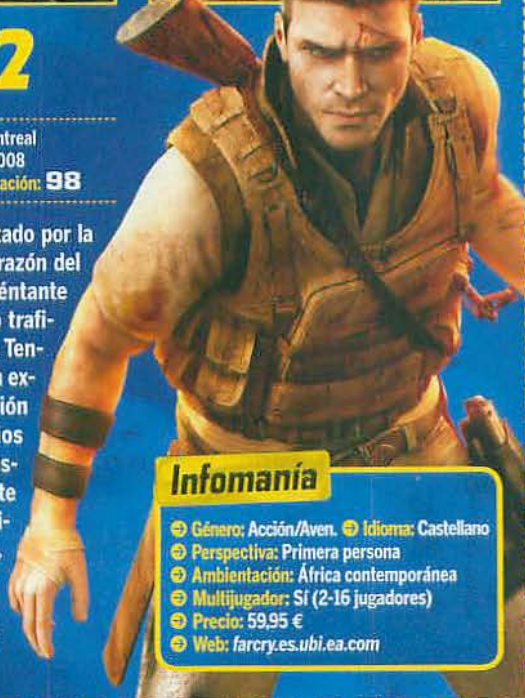 2
ntreal
008
ación: 98
tado por la
razón del
éntante
trafi-
Ten-
ex-
ión
ios
s-
te
i-
Infomanía
Género: Acción/Aven. Idioma: Castellano
Perspectiva: Primera persona
Ambientación: África contemporánea
Multijugador: Sí (2-16 jugadores)
Precio: 59,95 €
Web: farcry.es.ubi.ea.com